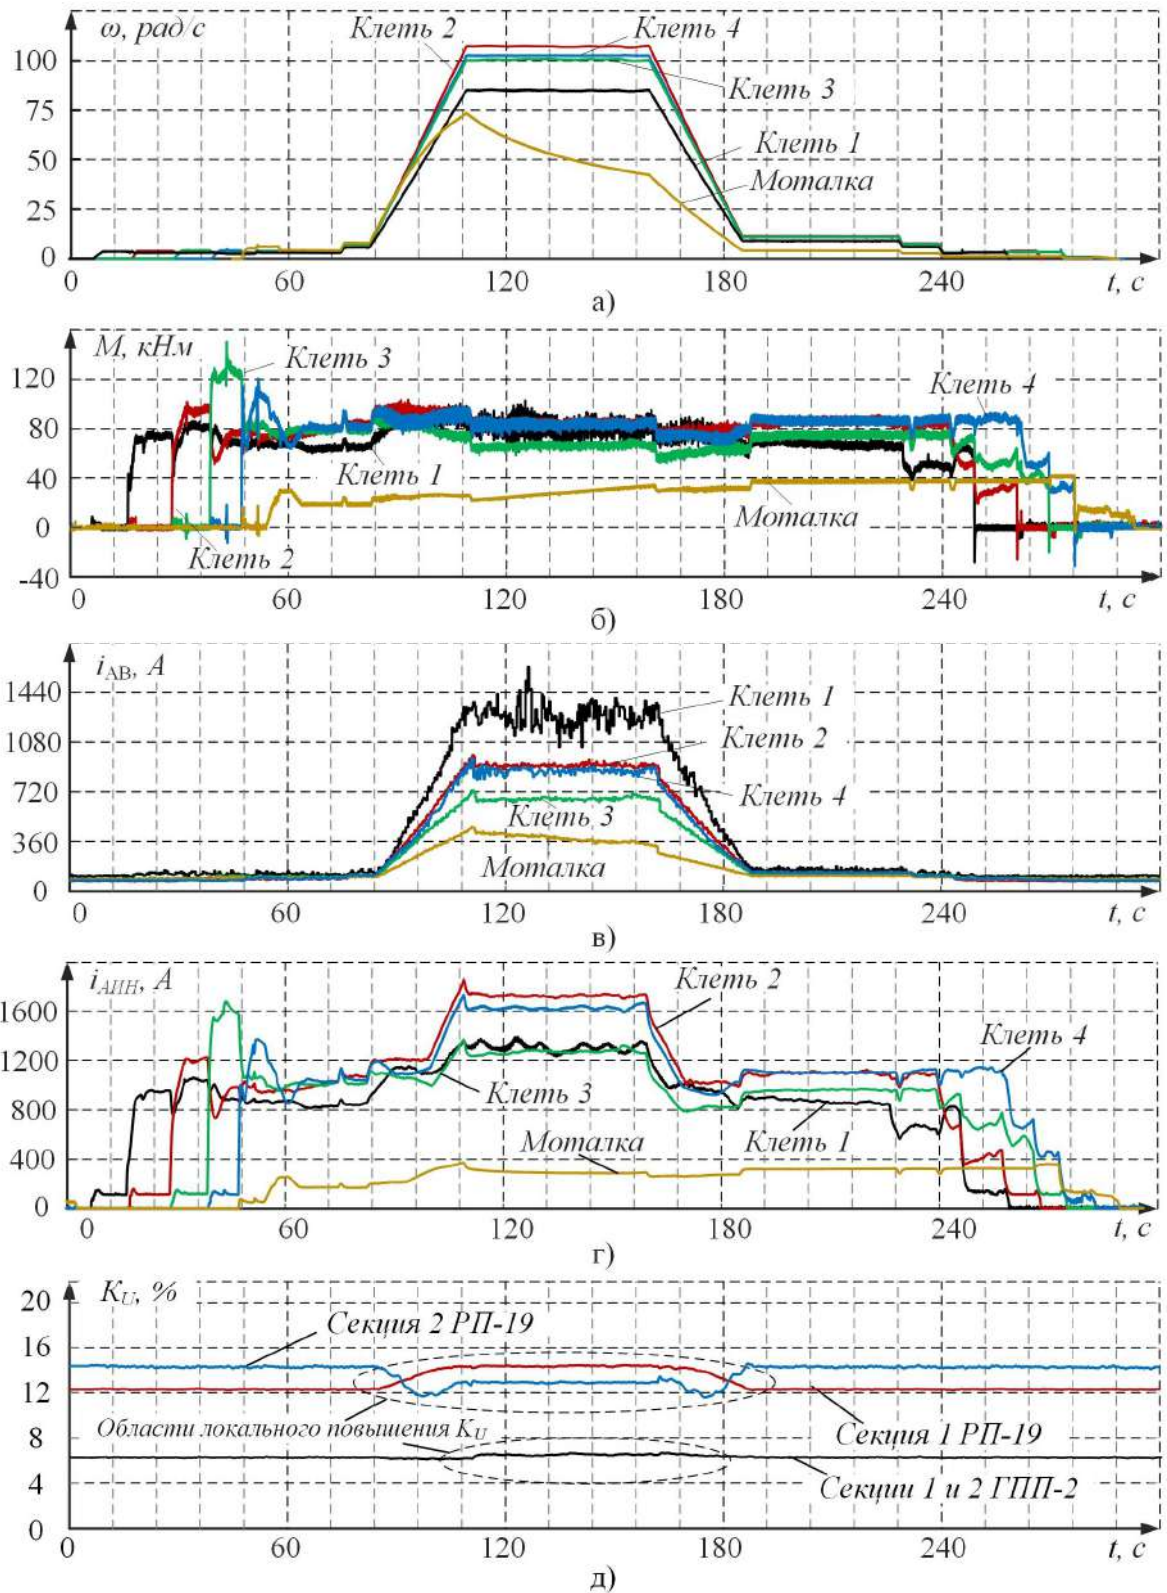 ω, рад/с
Клеть 2
Клеть 4
100
Клеть 3
75
50
Клеть 1
Моталка
25
0
0 60 120 180 240 t, с
а)
М, кНм
Клеть 3
120
Клеть 4
80
Клеть 1
40
Моталка
0
Клеть 2
-40
0 60 120 180 240 t, с
б)
iАВ, А
1440
Клеть 1
1080
Клеть 2
720
Клеть 4
Клеть 3
360
Моталка
0
0 60 120 180 240 t, с
в)
iАИН, А
Клеть 2
1600
Клеть 4
1200
Клеть 3
800
Моталка
Клеть 1
400
0
0 60 120 180 240 t, с
г)
20
KU, %
Секция 2 РП-19
16
12
Области локального повышения KU
8
Секция 1 РП-19
Секции 1 и 2 ГПП-2
4
0
0 60 120 180 240 t, с
д)